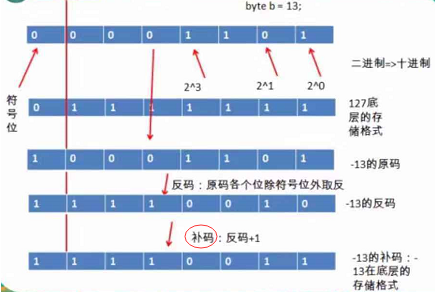 byte b = 13;
0 0 0 0 1 1 0 1
二进制=>十进制
2^3 2^1 2^0
符号位
0 1 1 1 1 1 1 1
127底
层的存
储格式
1 0 0 0 1 1 0 1
-13的原码
反码：原码各个位除符号位外取反
1 1 1 1 0 0 1 0
-13的反码
补码：反码+1
1 1 1 1 0 0 1 1
-13的补码：-
13在底层的
存储格式